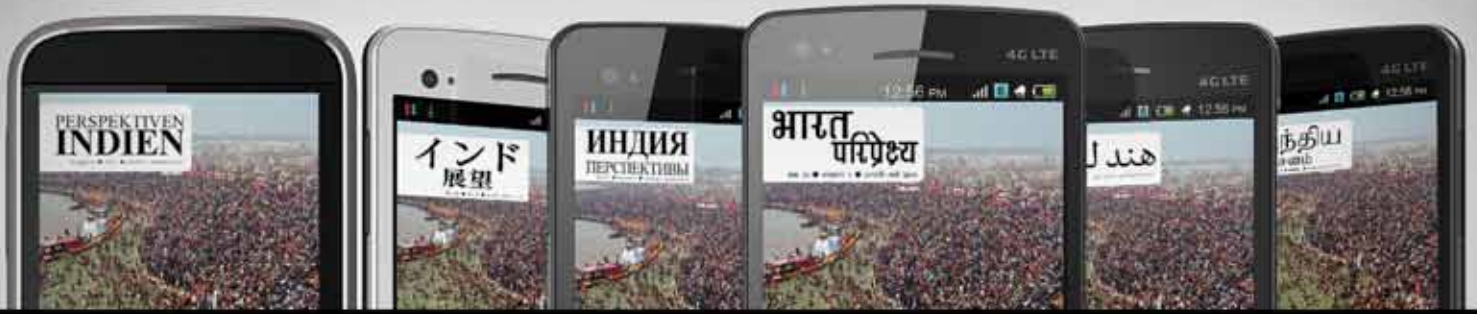 PERSPEKTIVEN
INDIEN
インド
展望
ИНДИЯ
ПЕРСПЕКТИВЫ
4G LTE
12:56 PM
भारत
परिप्रेक्ष्य
4G LTE
12:56 PM
هند
4G LTE
12:56 PM
ந்திய